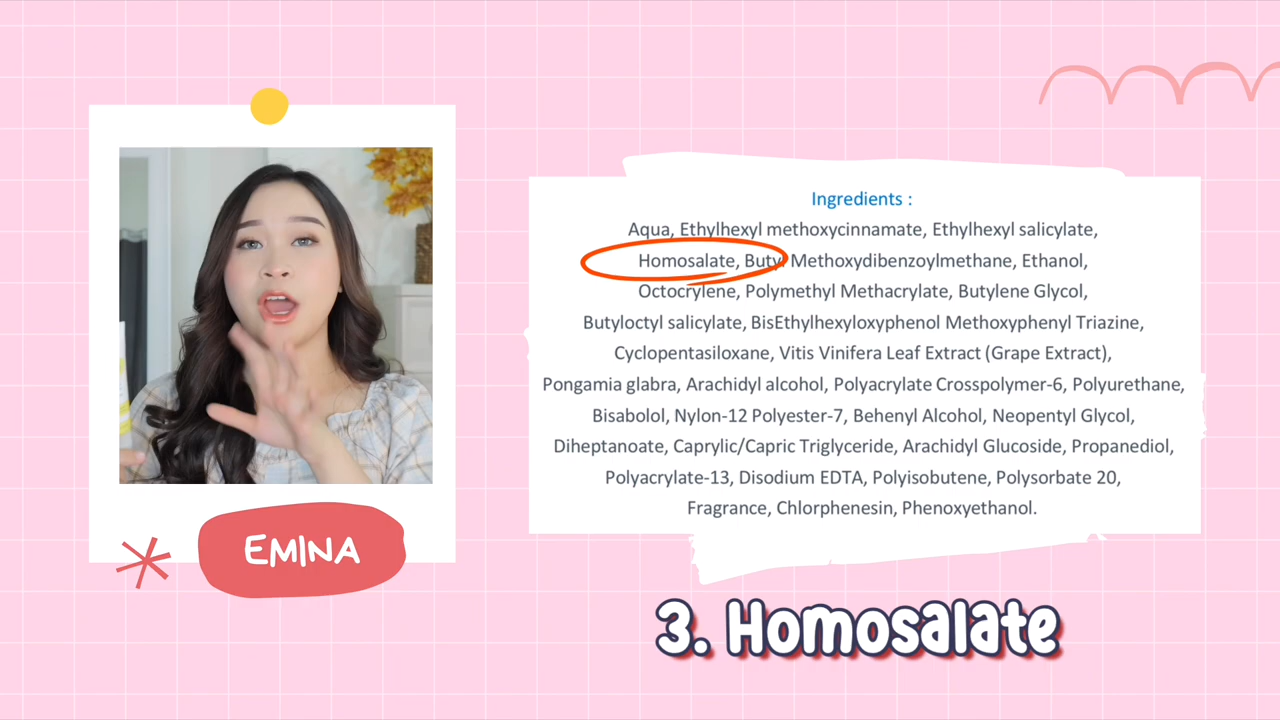 Ingredients :
Aqua, Ethylhexyl methoxycinnamate, Ethylhexyl salicylate,
Homosalate, Butyl Methoxydibenzoylmethane, Ethanol,
Octocrylene, Polymethyl Methacrylate, Butylene Glycol,
Butyloctyl salicylate, BisEthylhexyloxyphenol Methoxyphenyl Triazine,
Cyclopentasiloxane, Vitis Vinifera Leaf Extract (Grape Extract),
Pongamia glabra, Arachidyl alcohol, Polyacrylate Crosspolymer-6, Polyurethane,
Bisabolol, Nylon-12 Polyester-7, Behenyl Alcohol, Neopentyl Glycol,
Diheptanoate, Caprylic/Capric Triglyceride, Arachidyl Glucoside, Propanediol,
Polyacrylate-13, Disodium EDTA, Polyisobutene, Polysorbate 20,
Fragrance, Chlorphenesin, Phenoxyethanol.
EMINA
3. Homosalate